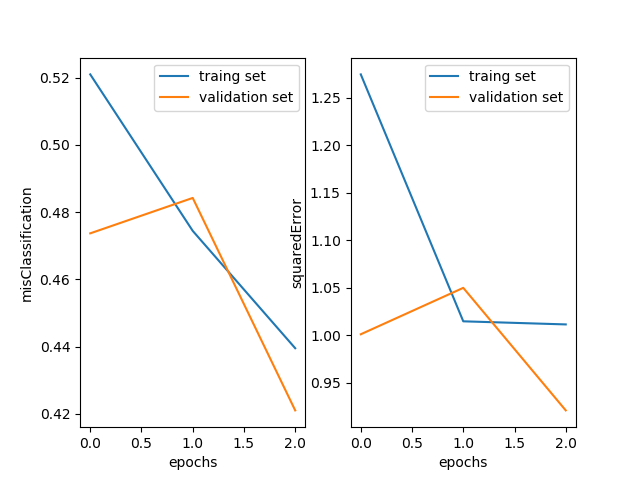 misClassification
0.52
0.50
0.48
0.46
0.44
0.42
0.0
0.5
1.0
1.5
2.0
epochs
traing set
validation set
squaredError
1.25
1.20
1.15
1.10
1.05
1.00
0.95
0.0
0.5
1.0
1.5
2.0
epochs
traing set
validation set